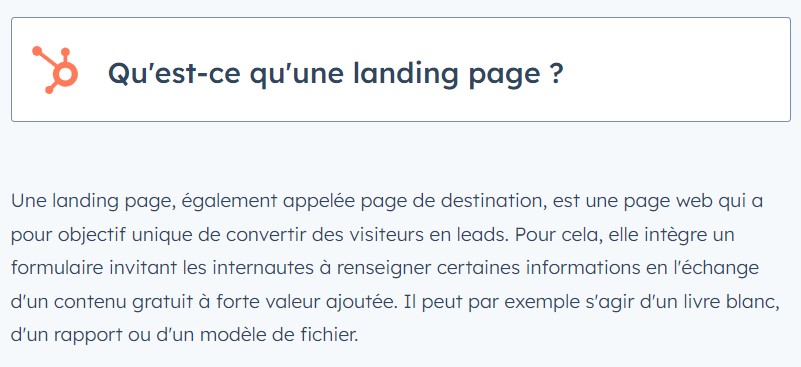 Qu'est-ce qu'une landing page ?
Une landing page, également appelée page de destination, est une page web qui a
pour objectif unique de convertir des visiteurs en leads. Pour cela, elle intègre un
formulaire invitant les internautes à renseigner certaines informations en l'échange
d'un contenu gratuit à forte valeur ajoutée. Il peut par exemple s'agir d'un livre blanc,
d'un rapport ou d'un modèle de fichier.